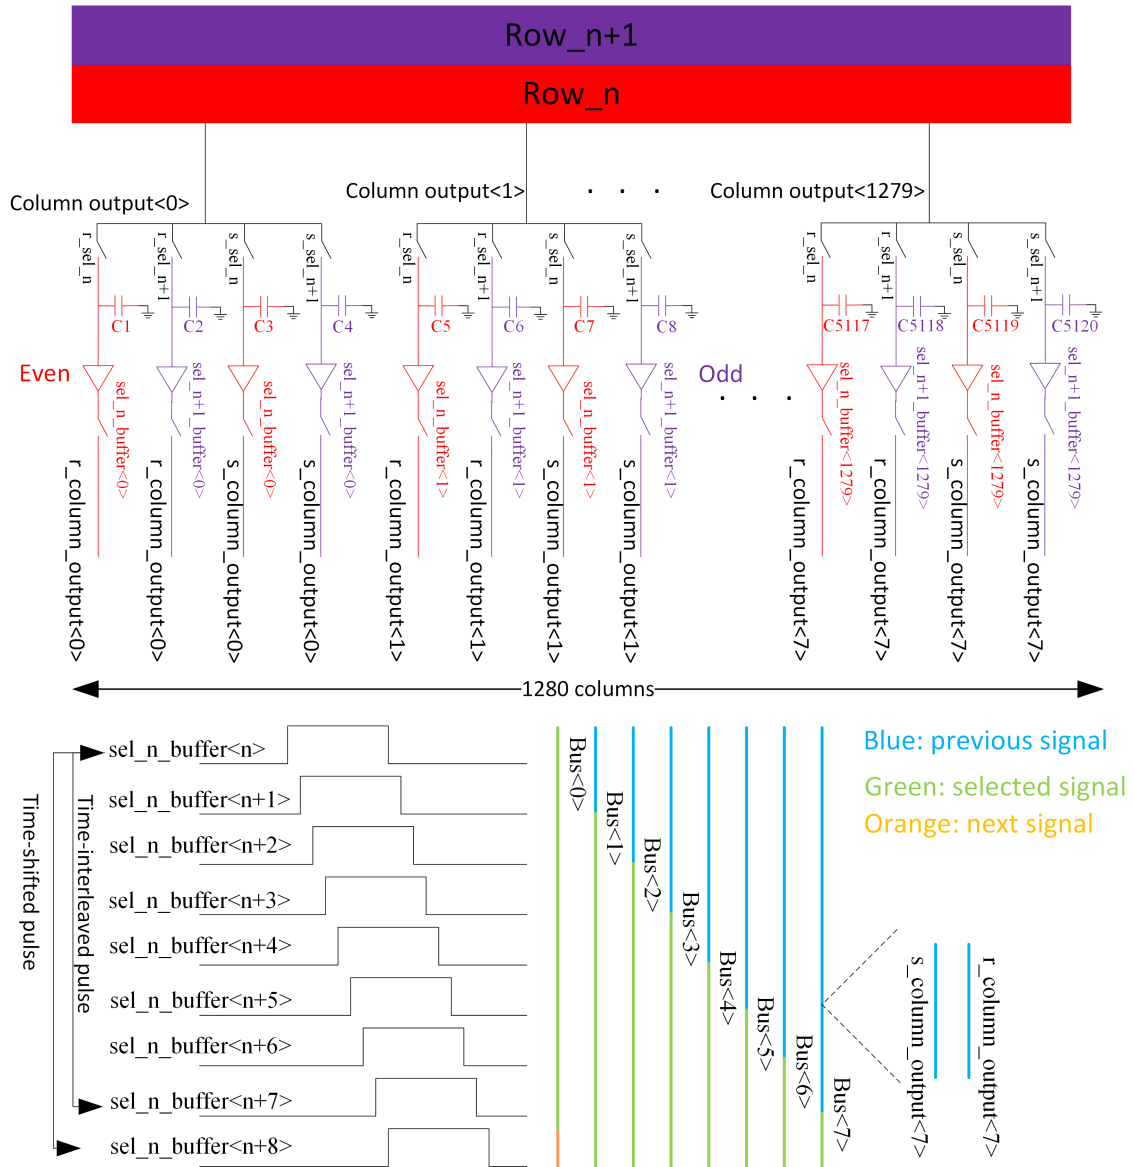 Row_n+1
Row_n
Column output<0>
Column output<1>
. . .
Column output<1279>
r_sel_n
r_sel_n+1
s_sel_n
s_sel_n+1
r_sel_n
r_sel_n+1
s_sel_n
s_sel_n+1
r_sel_n
r_sel_n+1
s_sel_n
s_sel_n+1
C1
C2
C3
C4
C5
C6
C7
C8
C5117
C5118
C5119
C5120
Even
Odd
. . .
sel_n_buffer<0>
sel_n+1_buffer<0>
sel_n_buffer<0>
sel_n+1_buffer<0>
sel_n_buffer<1>
sel_n+1_buffer<1>
sel_n_buffer<1>
sel_n+1_buffer<1>
sel_n_buffer<1279>
sel_n+1_buffer<1279>
sel_n_buffer<1279>
sel_n+1_buffer<1279>
r_column_output<0>
r_column_output<0>
s_column_output<0>
s_column_output<0>
r_column_output<1>
r_column_output<1>
s_column_output<1>
s_column_output<1>
r_column_output<7>
r_column_output<7>
s_column_output<7>
s_column_output<7>
1280 columns
Time-shifted pulse
Time-interleaved pulse
sel_n_buffer<n>
sel_n_buffer<n+1>
sel_n_buffer<n+2>
sel_n_buffer<n+3>
sel_n_buffer<n+4>
sel_n_buffer<n+5>
sel_n_buffer<n+6>
sel_n_buffer<n+7>
sel_n_buffer<n+8>
Bus<0>
Bus<1>
Bus<2>
Bus<3>
Bus<4>
Bus<5>
Bus<6>
Bus<7>
Blue: previous signal
Green: selected signal
Orange: next signal
s_column_output<7>
r_column_output<7>